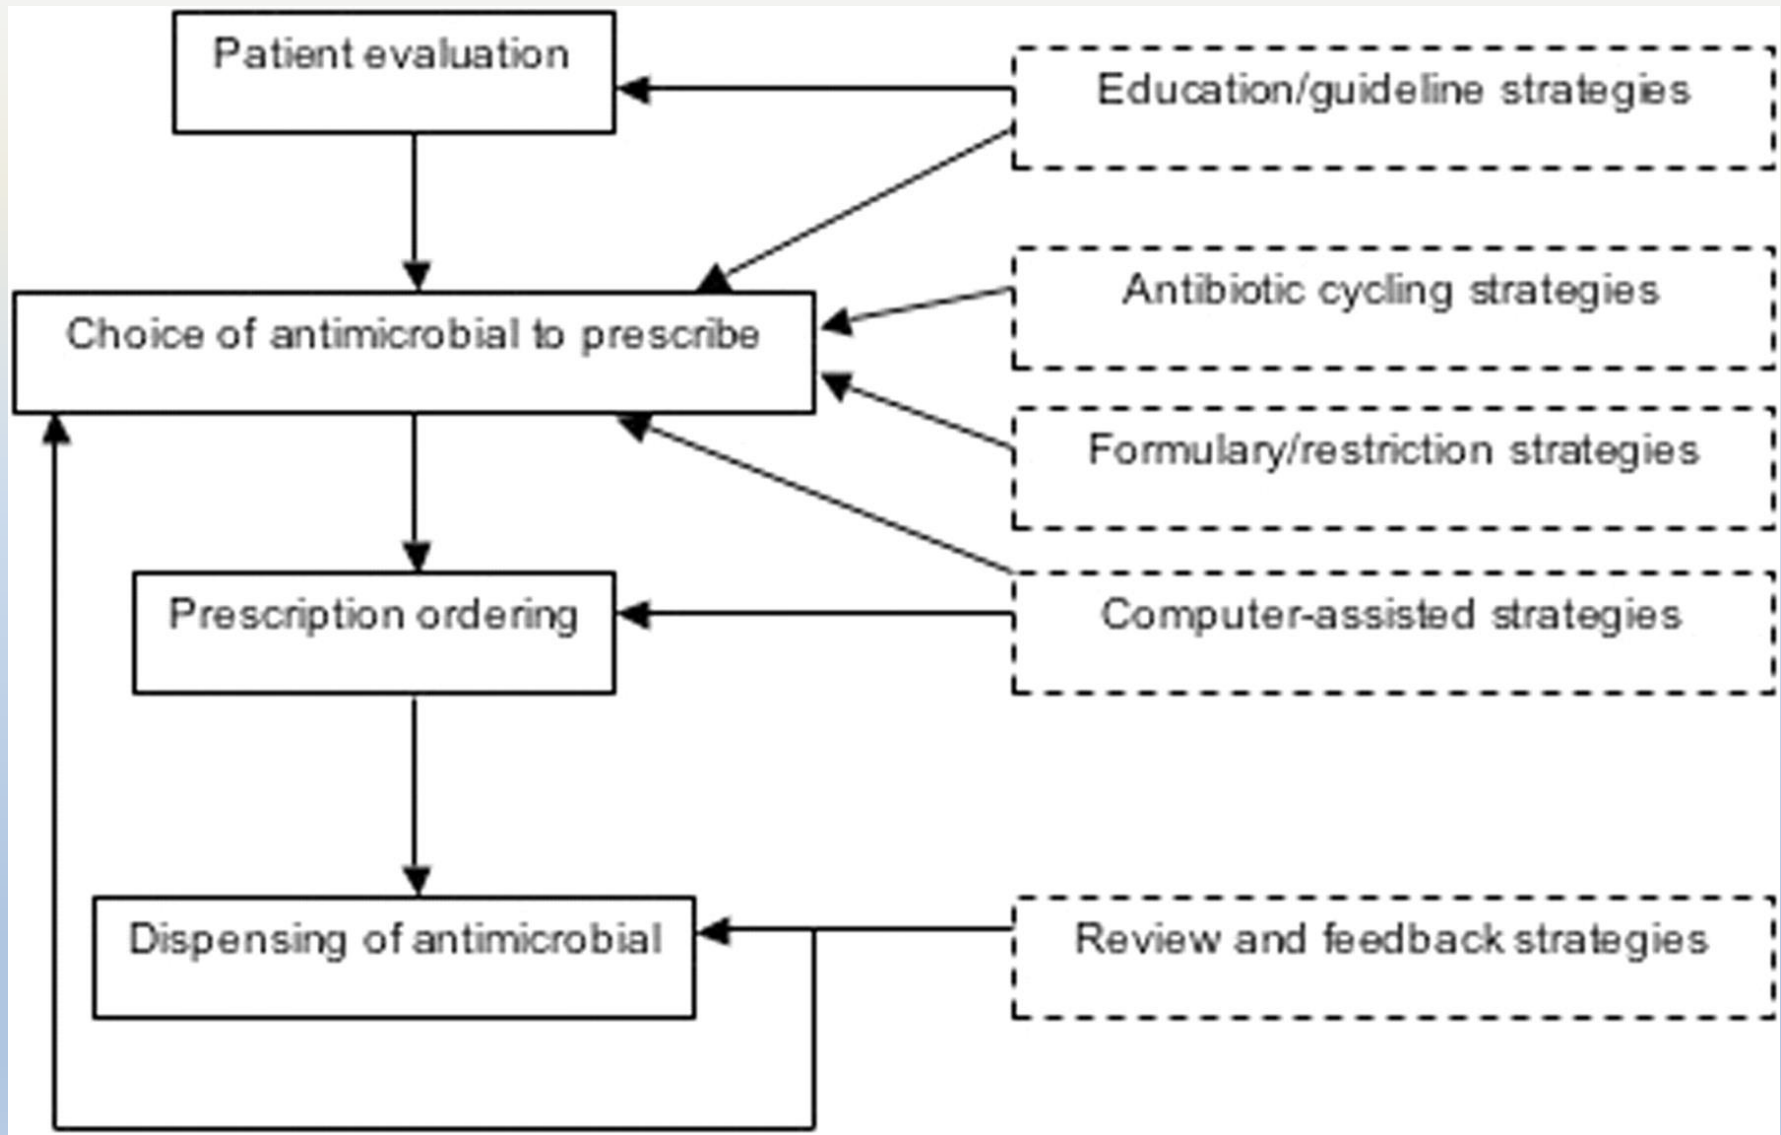 Patient evaluation
Education/guideline strategies
Antibiotic cycling strategies
Choice of antimicrobial to prescribe
Formulary/restriction strategies
Prescription ordering
Computer-assisted strategies
Dispensing of antimicrobial
Review and feedback strategies